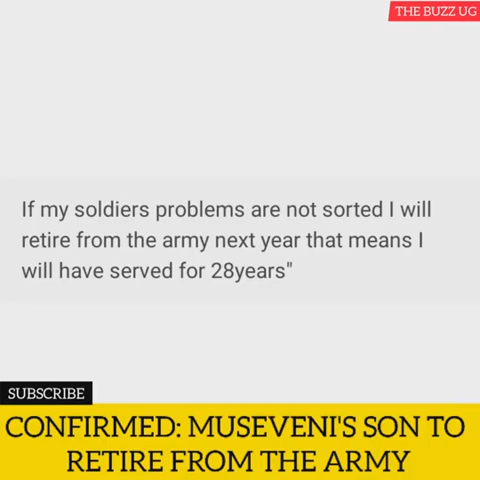 THE BUZZ UG
If my soldiers problems are not sorted I will
retire from the army next year that means I
will have served for 28years"
SUBSCRIBE
CONFIRMED: MUSEVENI'S SON TO
RETIRE FROM THE ARMY